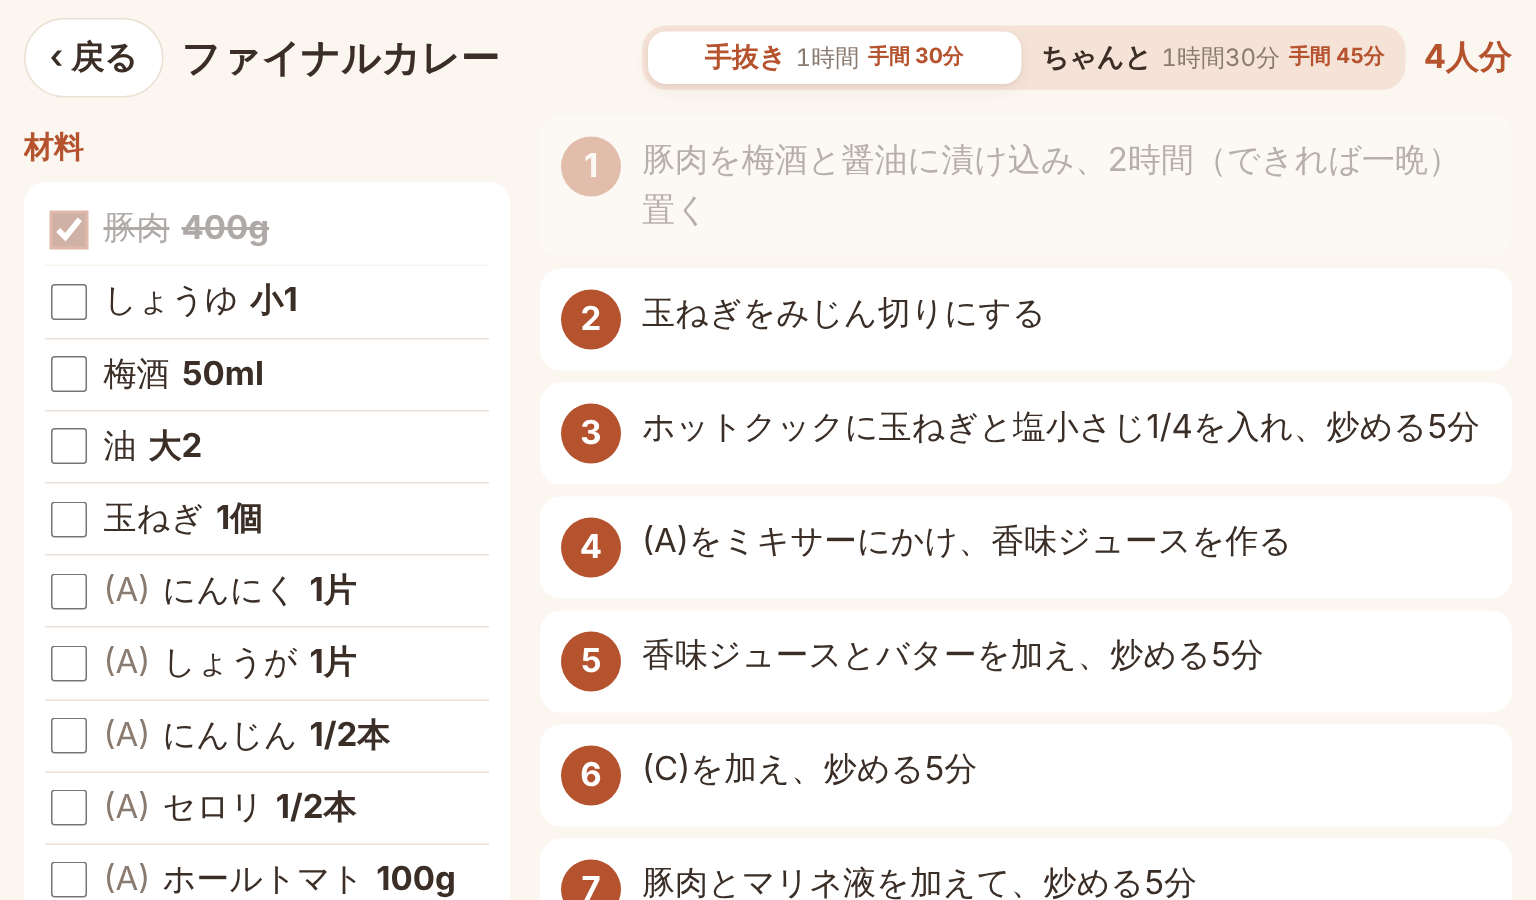 ‹ 戻る ファイナルカレー 手抜き 1時間 手間 30分 ちゃんと 1時間30分 手間 45分 4人分
材料
豚肉 400g
しょうゆ 小1
梅酒 50ml
油 大2
玉ねぎ 1個
(A) にんにく 1片
(A) しょうが 1片
(A) にんじん 1/2本
(A) セロリ 1/2本
(A) ホールトマト 100g
1 豚肉を梅酒と醤油に漬け込み、2時間（できれば一晩）
置く
2 玉ねぎをみじん切りにする
3 ホットクックに玉ねぎと塩小さじ1/4を入れ、炒める5分
4 (A)をミキサーにかけ、香味ジュースを作る
5 香味ジュースとバターを加え、炒める5分
6 (C)を加え、炒める5分
7 豚肉とマリネ液を加えて、炒める5分